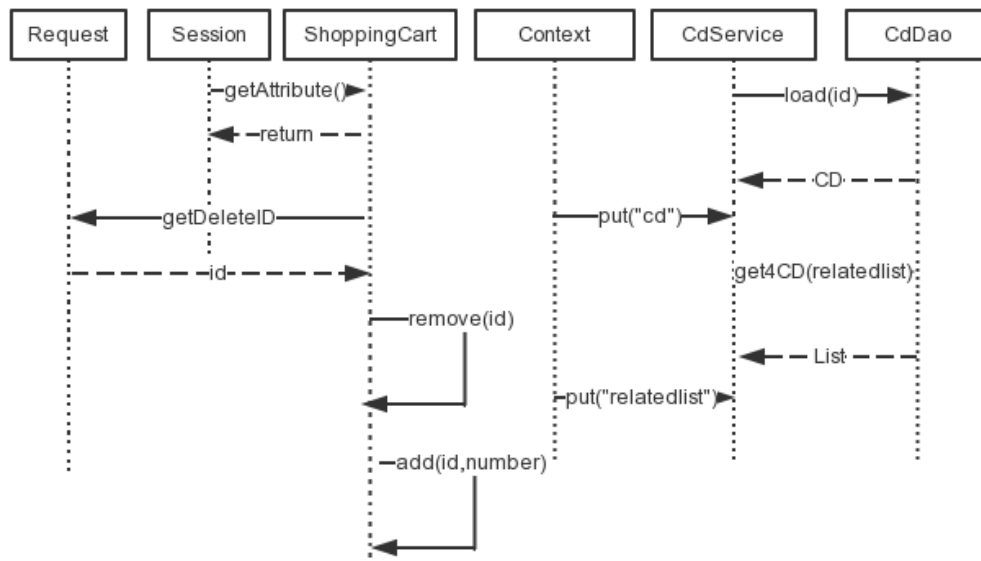 Request
Session
ShoppingCart
Context
CdService
CdDao
getAttribute()
load(id)
return
CD
getDeleteID
put("cd")
id
get4CD(relatedlist)
remove(id)
List
put("relatedlist")
add(id,number)